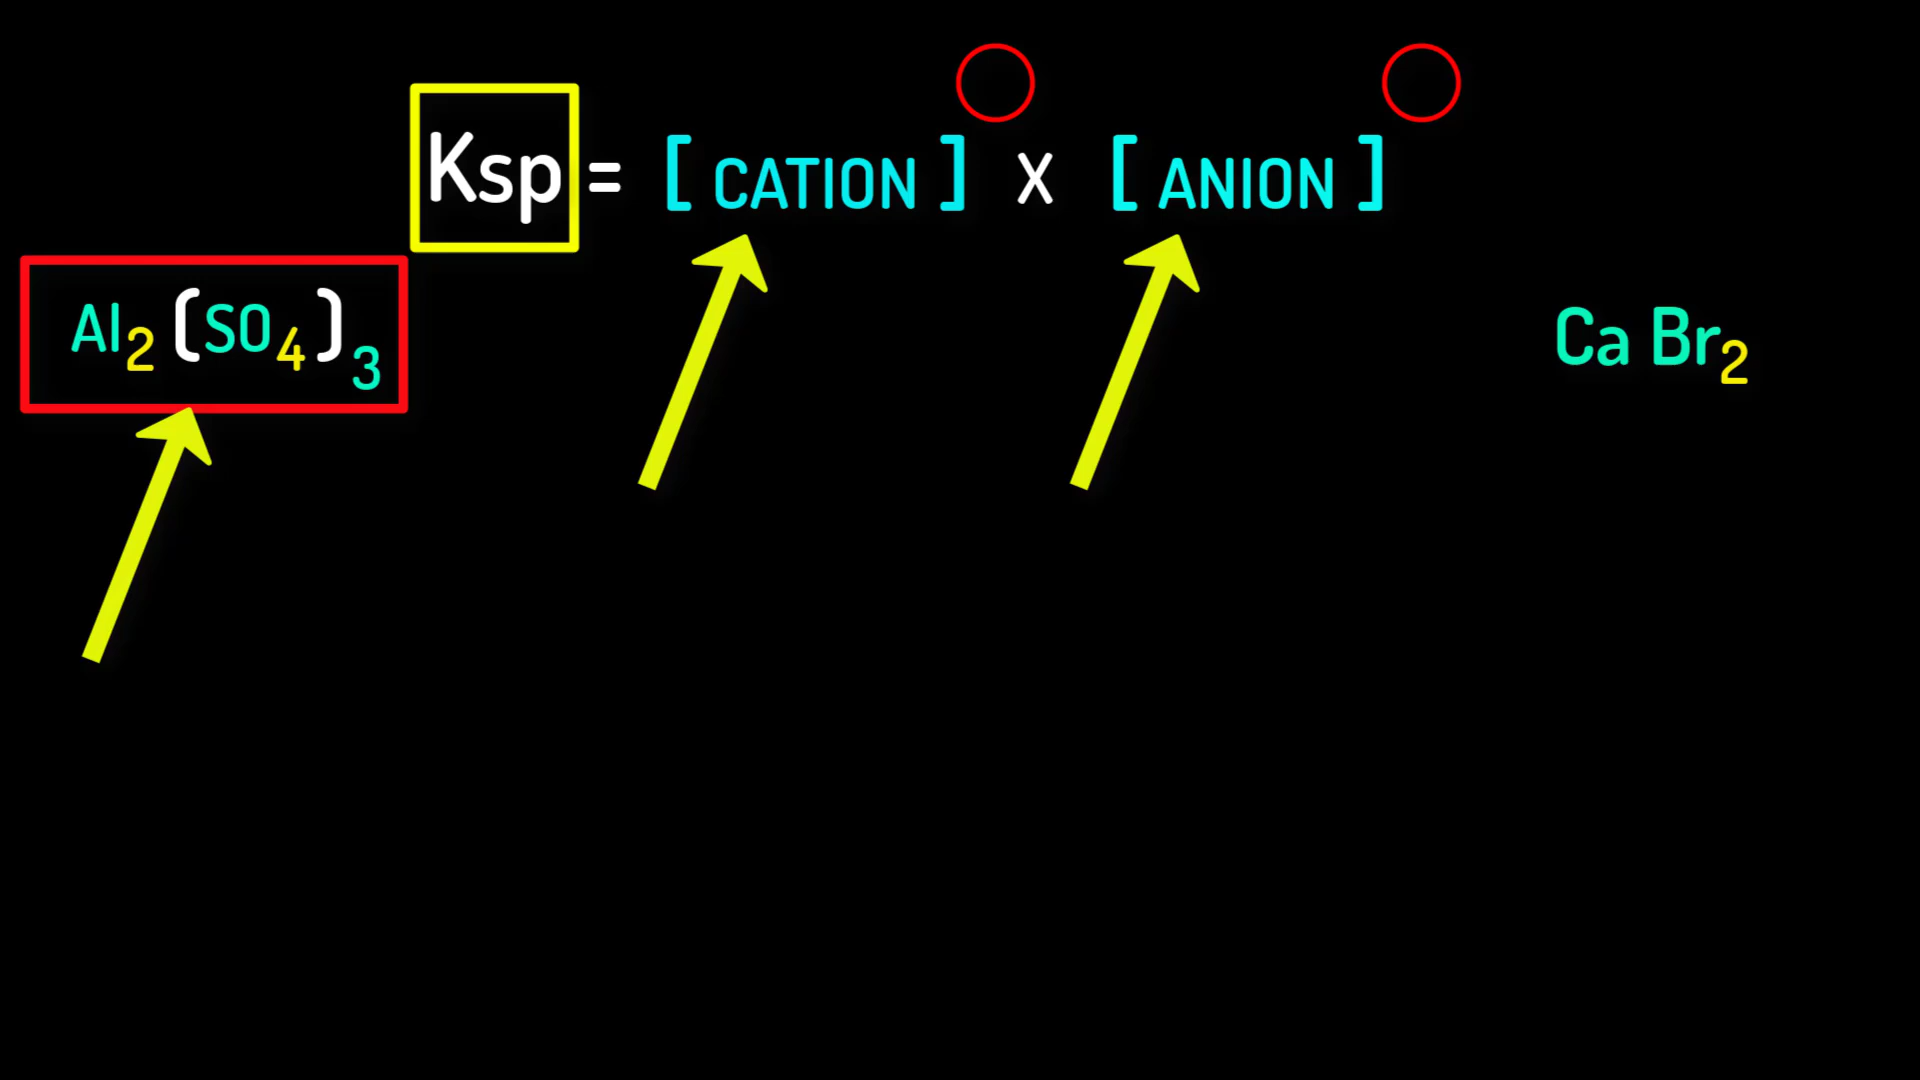 Ksp = [ CATION ] X [ ANION ]
Al2 (SO4)3
Ca Br2